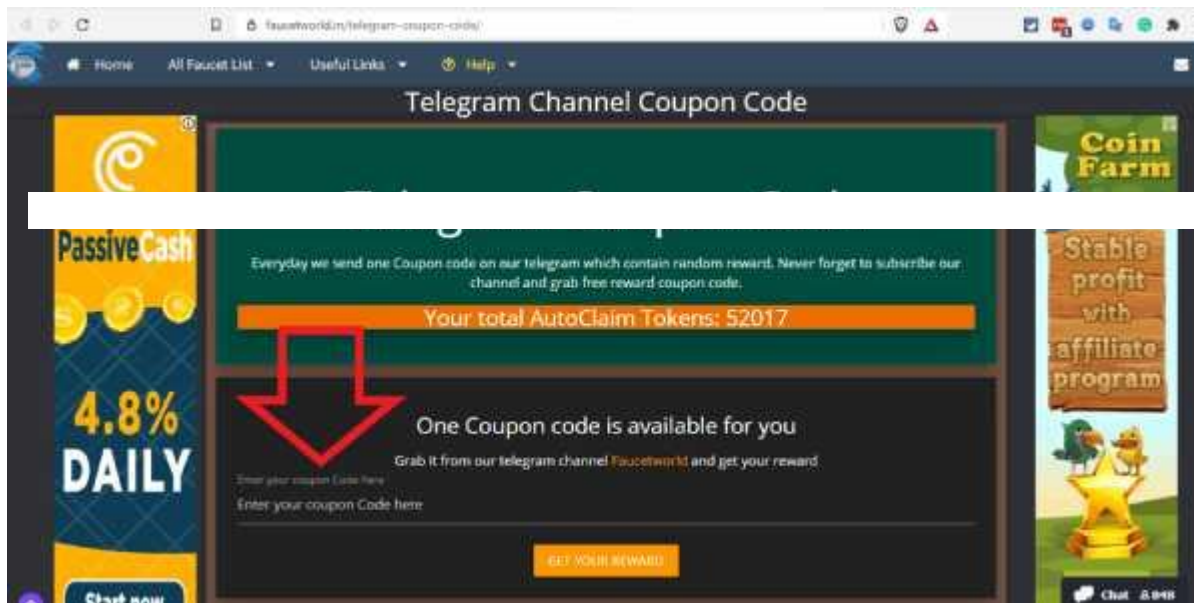 faucetworld.in/telegram-coupon-code/
Home All Faucet List Useful Links Help
Telegram Channel Coupon Code
Everyday we send one Coupon code on our telegram which contain random reward. Never forget to subscribe our
channel and grab free reward coupon code.
Your total AutoClaim Tokens: 52017
One Coupon code is available for you
Grab it from our telegram channel Faucetworld and get your reward
Enter your coupon Code here
Enter your coupon Code here
GET YOUR REWARD
PassiveCash
4.8%
DAILY
Start now
Coin
Farm
Stable
profit
with
affiliate
program
Chat